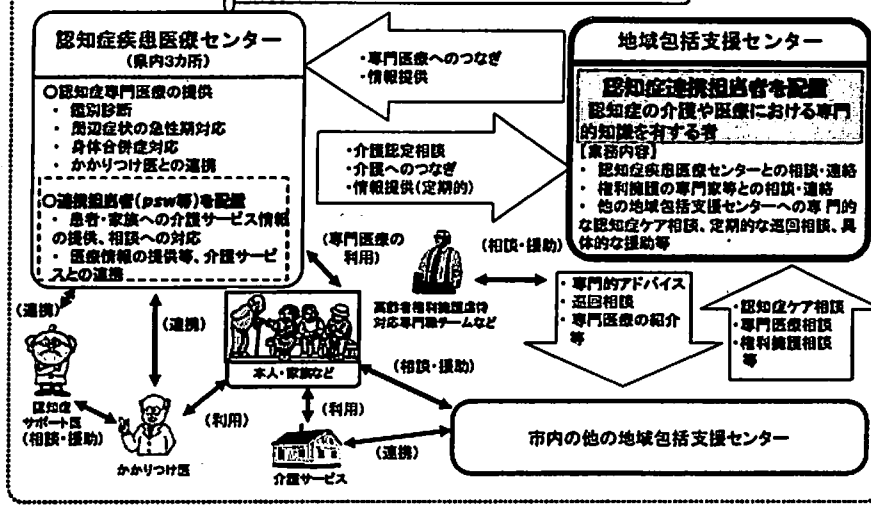 認知症疾患医療センター
(県内3カ所)
○認知症専門医療の提供
・ 鑑別診断
・ 周辺症状の急性期対応
・ 身体合併症対応
・ かかりつけ医との連携
○連携担当者(psw等)を配置
・ 患者・家族への介護サービス情報
の提供、相談への対応
・ 医療情報の提供等、介護サービ
スとの連携
・専門医療へのつなぎ
・情報提供
・介護認定相談
・介護へのつなぎ
・情報提供(定期的)
地域包括支援センター
認知症連携担当者を配置
認知症の介護や医療における専門
的知識を有する者
【業務内容】
・ 認知症疾患医療センターとの相談・連絡
・ 権利擁護の専門家等との相談・連絡
・ 他の地域包括支援センターへの専門的
な認知症ケア相談、定期的な巡回相談、具
体的な援助等
(専門医療の
利用)
(相談・援助)
高齢者権利擁護虐待
対応専門職チームなど
・専門的アドバイス
・巡回相談
・専門医療の紹介
等
・認知症ケア相談
・専門医療相談
・権利擁護相談
等
(連携)
(連携)
本人・家族など
(相談・援助)
認知症
サポート医
(相談・援助)
かかりつけ医
(利用)
(利用)
介護サービス
(連携)
市内の他の地域包括支援センター